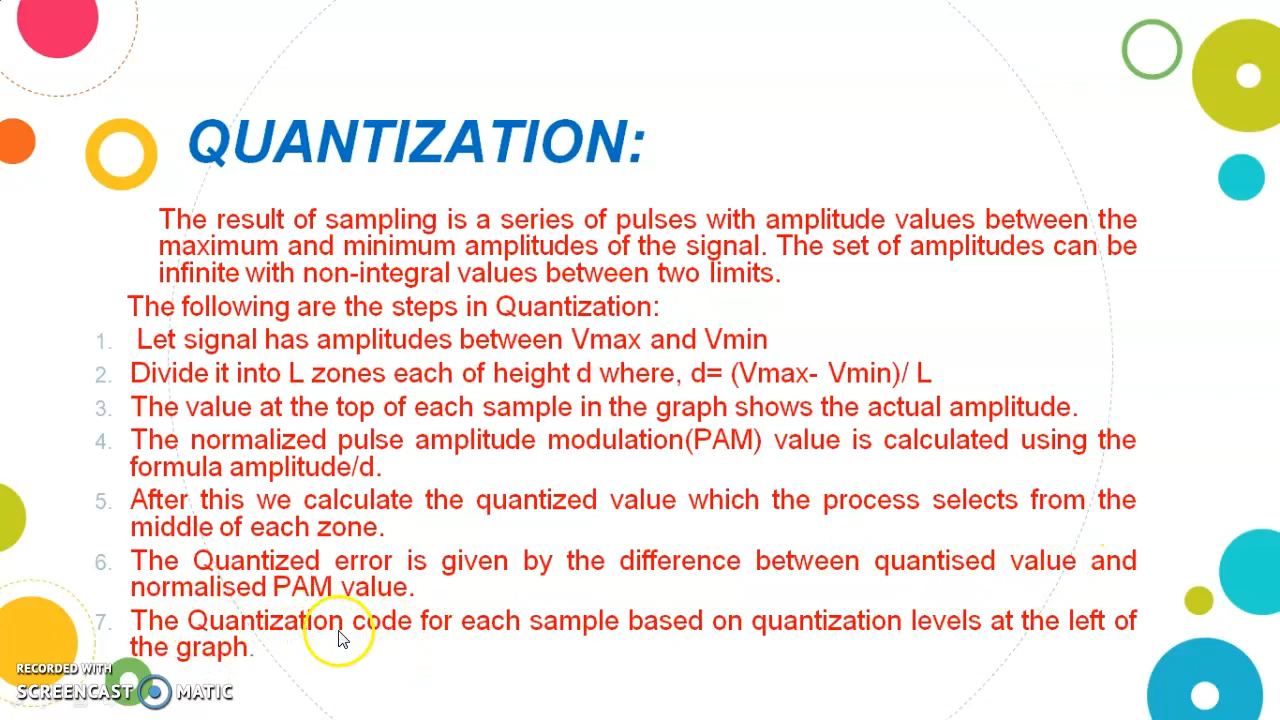 QUANTIZATION:
The result of sampling is a series of pulses with amplitude values between the
maximum and minimum amplitudes of the signal. The set of amplitudes can be
infinite with non-integral values between two limits.
The following are the steps in Quantization:
1. Let signal has amplitudes between Vmax and Vmin
2. Divide it into L zones each of height d where, d= (Vmax- Vmin)/ L
3. The value at the top of each sample in the graph shows the actual amplitude.
4. The normalized pulse amplitude modulation(PAM) value is calculated using the
formula amplitude/d.
5. After this we calculate the quantized value which the process selects from the
middle of each zone.
6. The Quantized error is given by the difference between quantised value and
normalised PAM value.
7. The Quantization code for each sample based on quantization levels at the left of
the graph.
RECORDED WITH
SCREENCAST MATIC